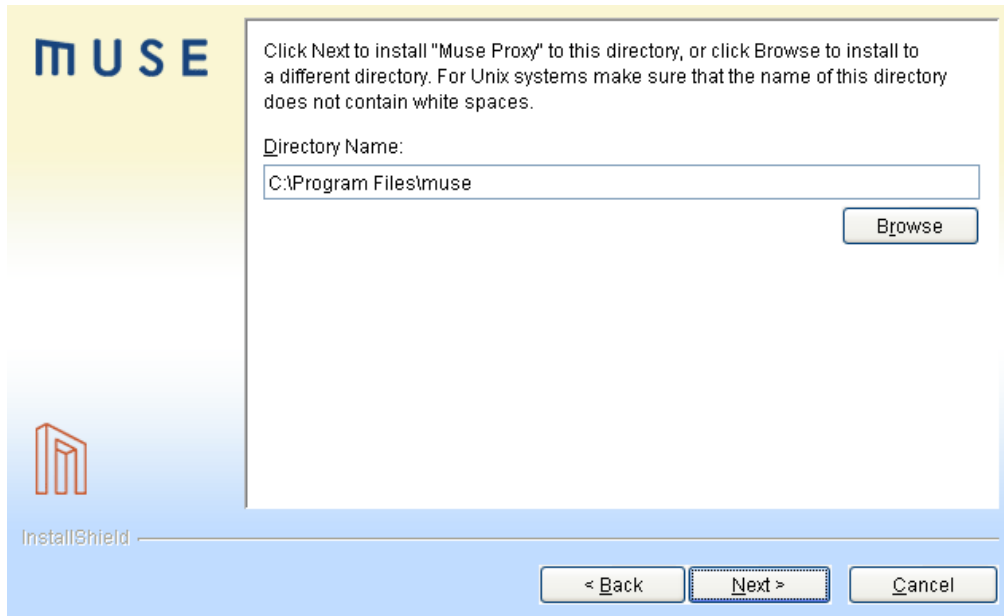 MUSE
Click Next to install "Muse Proxy" to this directory, or click Browse to install to
a different directory. For Unix systems make sure that the name of this directory
does not contain white spaces.
Directory Name:
C:\Program Files\muse
Browse
InstallShield
< Back
Next >
Cancel